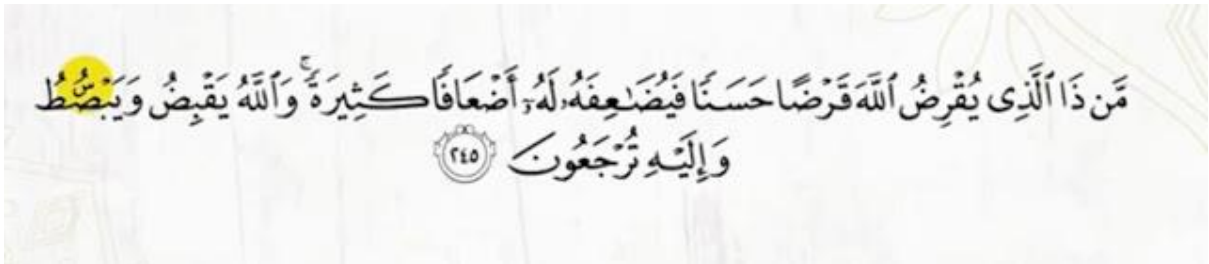 مَّن ذَا ٱلَّذِى يُقْرِضُ ٱللَّهَ قَرْضًا حَسَنًا فَيُضَـٰعِفَهُۥ لَهُۥٓ أَضْعَافًا كَثِيرَةً ۚ وَٱللَّهُ يَقْبِضُ وَيَبْصُۜطُ
وَإِلَيْهِ تُرْجَعُونَ ٢٤٥